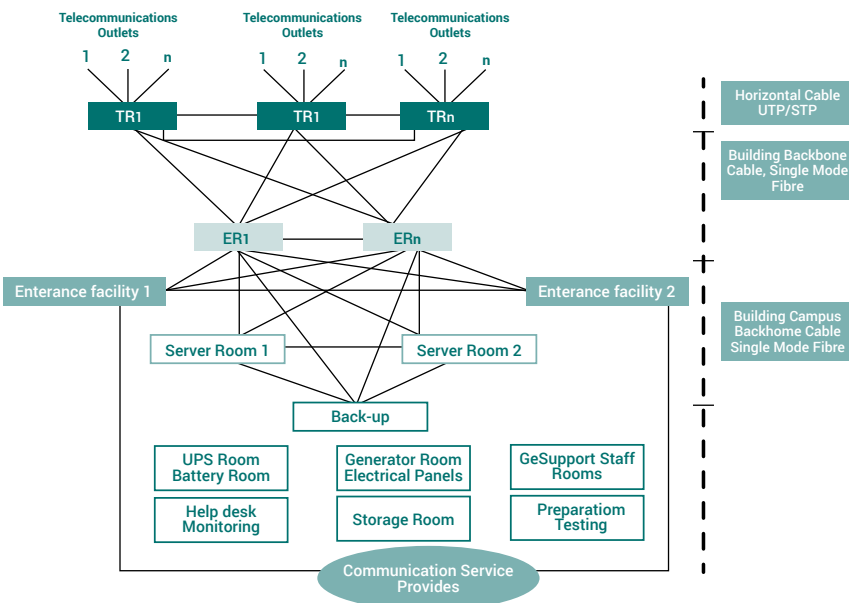 Telecommunications
Outlets
Telecommunications
Outlets
Telecommunications
Outlets
1 2 n
1 2 n
1 2 n
TR1
TR1
TRn
Horizontal Cable
UTP/STP
Building Backbone
Cable, Single Mode
Fibre
ER1
ERn
Enterance facility 1
Enterance facility 2
Building Campus
Backhome Cable
Single Mode Fibre
Server Room 1
Server Room 2
Back-up
UPS Room
Battery Room
Generator Room
Electrical Panels
GeSupport Staff
Rooms
Help desk
Monitoring
Storage Room
Preparatiom
Testing
Communication Service
Provides